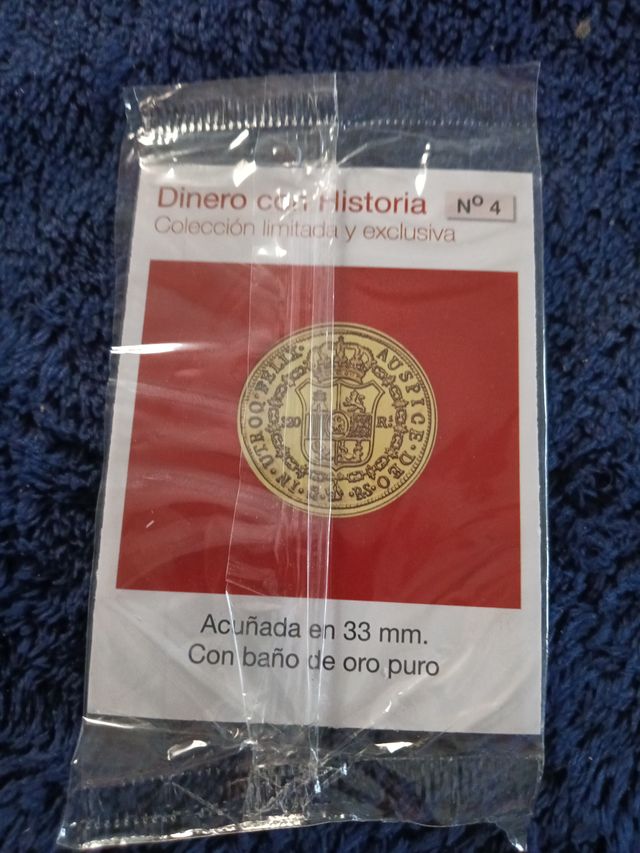 Dinero con Historia Nº 4
Colección limitada y exclusiva
IN·UTROQ·FELIX· AUSPICE·DEO
R
Acuñada en 33 mm.
Con baño de oro puro